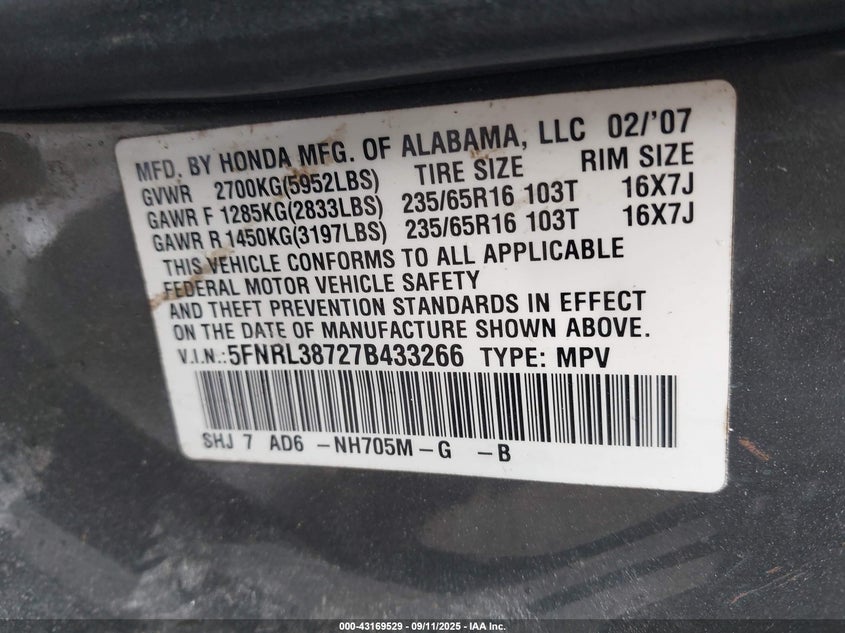 MFD. BY HONDA MFG. OF ALABAMA, LLC 02/'07
GVWR 2700KG(5952LBS) TIRE SIZE RIM SIZE
GAWR F 1285KG(2833LBS) 235/65R16 103T 16X7J
GAWR R 1450KG(3197LBS) 235/65R16 103T 16X7J
THIS VEHICLE CONFORMS TO ALL APPLICABLE
FEDERAL MOTOR VEHICLE SAFETY
AND THEFT PREVENTION STANDARDS IN EFFECT
ON THE DATE OF MANUFACTURE SHOWN ABOVE.
V.I.N.:5FNRL38727B433266 TYPE: MPV
SHJ 7 AD6 -NH705M-G -B
000-43169529 - 09/11/2025 - IAA Inc.